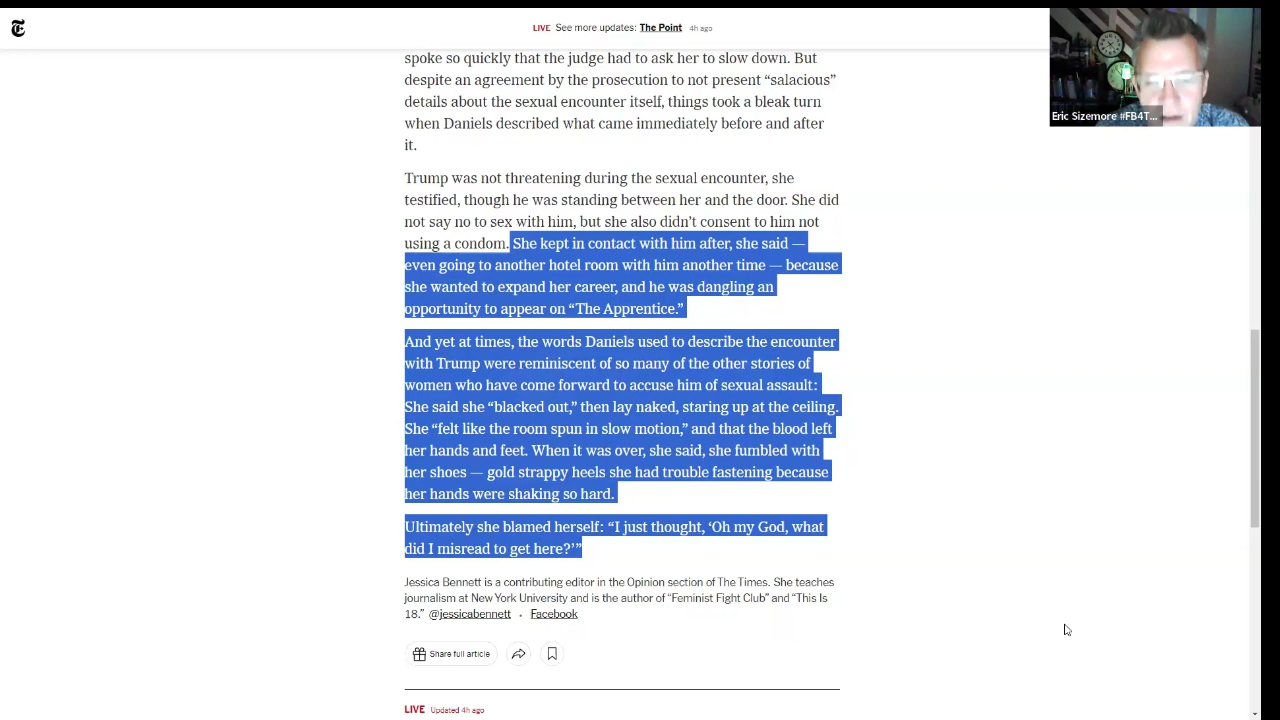 LIVE See more updates: The Point 4h ago
Eric Sizemore #FB4T...
spoke so quickly that the judge had to ask her to slow down. But
despite an agreement by the prosecution to not present “salacious”
details about the sexual encounter itself, things took a bleak turn
when Daniels described what came immediately before and after
it.
Trump was not threatening during the sexual encounter, she
testified, though he was standing between her and the door. She did
not say no to sex with him, but she also didn’t consent to him not
using a condom. She kept in contact with him after, she said —
even going to another hotel room with him another time — because
she wanted to expand her career, and he was dangling an
opportunity to appear on “The Apprentice.”
And yet at times, the words Daniels used to describe the encounter
with Trump were reminiscent of so many of the other stories of
women who have come forward to accuse him of sexual assault:
She said she “blacked out,” then lay naked, staring up at the ceiling.
She “felt like the room spun in slow motion,” and that the blood left
her hands and feet. When it was over, she said, she fumbled with
her shoes — gold strappy heels she had trouble fastening because
her hands were shaking so hard.
Ultimately she blamed herself: “I just thought, ‘Oh my God, what
did I misread to get here?’”
Jessica Bennett is a contributing editor in the Opinion section of The Times. She teaches
journalism at New York University and is the author of “Feminist Fight Club” and “This Is
18.” @jessicabennett • Facebook
Share full article
LIVE Updated 4h ago